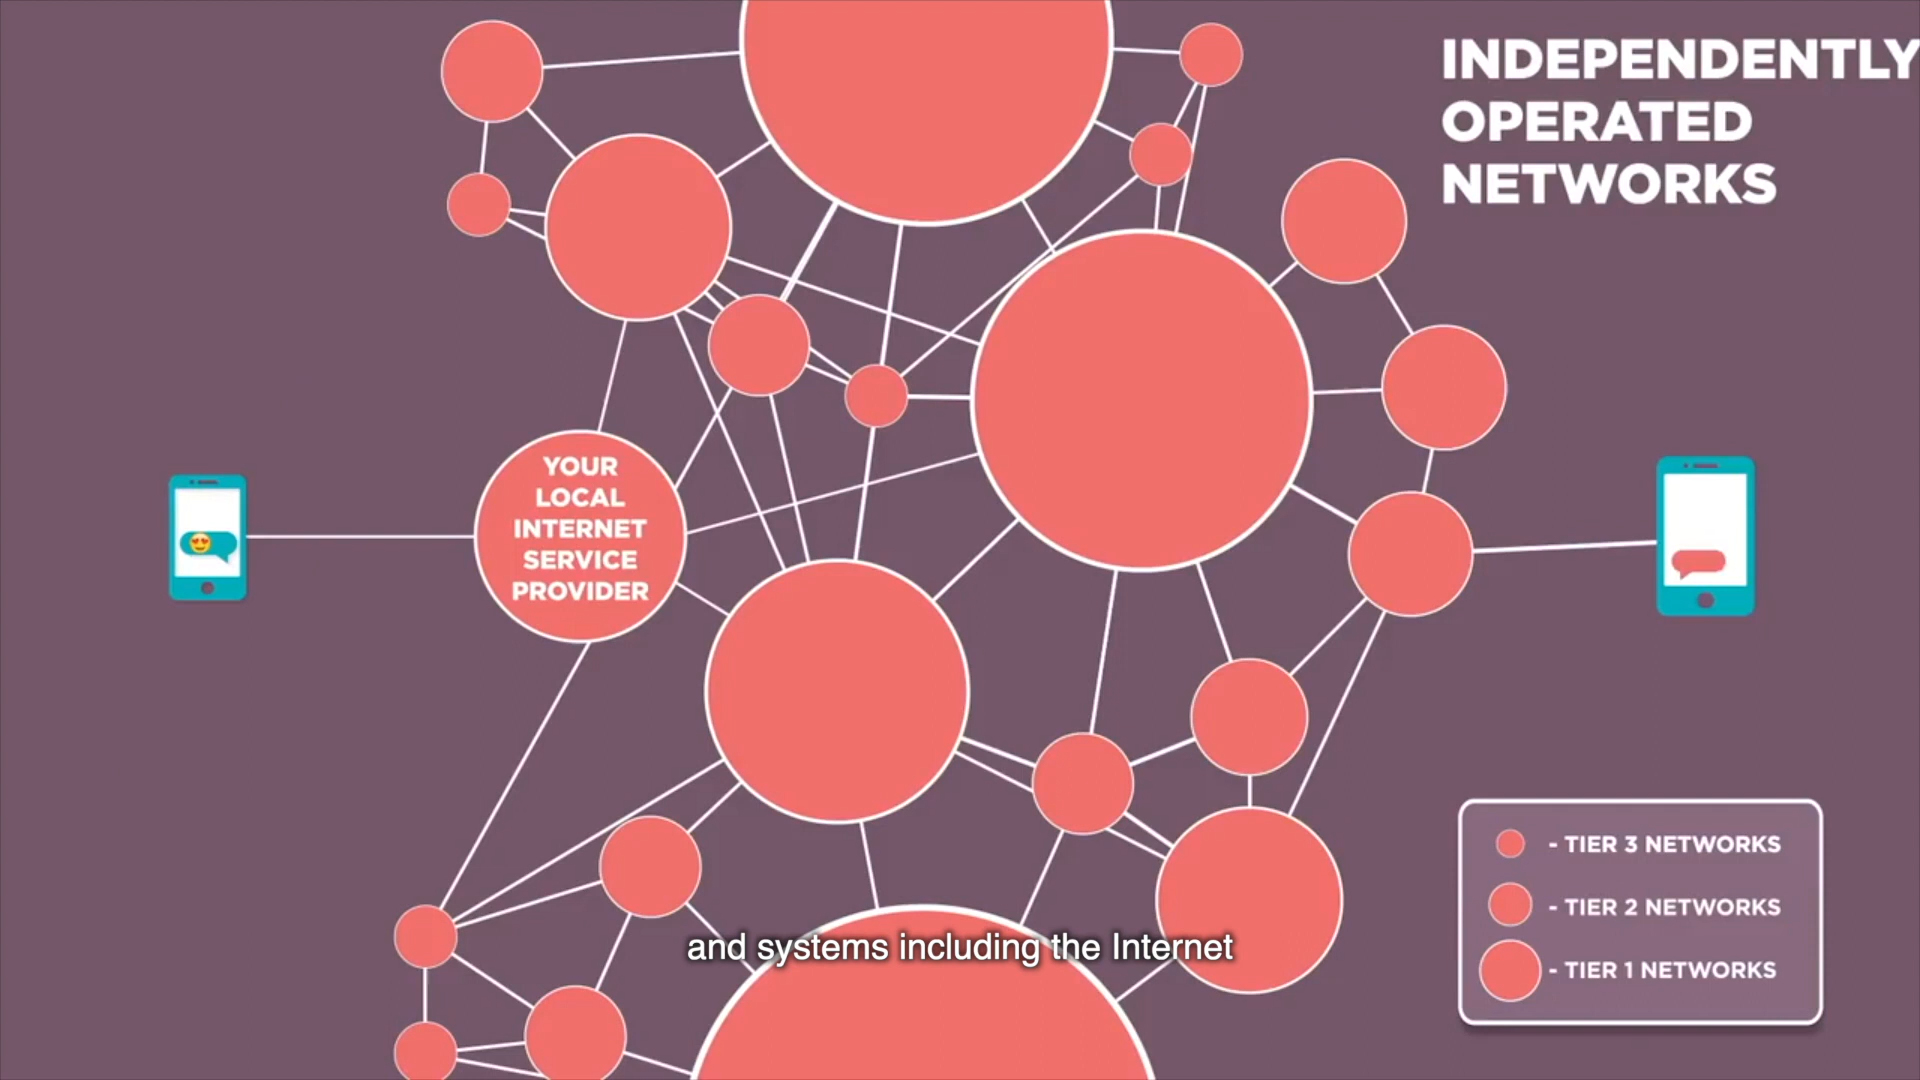 INDEPENDENTLY
OPERATED
NETWORKS
YOUR
LOCAL
INTERNET
SERVICE
PROVIDER
- TIER 3 NETWORKS
- TIER 2 NETWORKS
- TIER 1 NETWORKS
and systems including the Internet